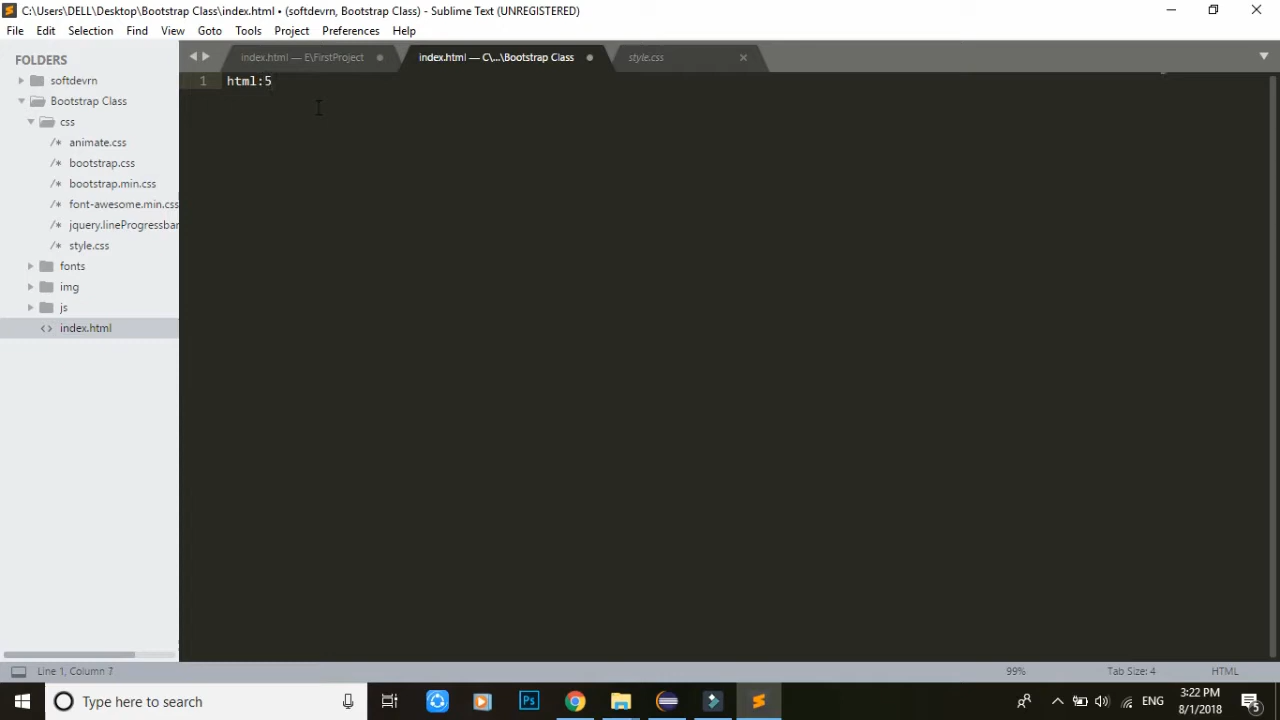 C:\Users\DELL\Desktop\Bootstrap Class\index.html • (softdevrn, Bootstrap Class) - Sublime Text (UNREGISTERED)
File Edit Selection Find View Goto Tools Project Preferences Help
FOLDERS
softdevrn
Bootstrap Class
css
/* animate.css
/* bootstrap.css
/* bootstrap.min.css
/* font-awesome.min.css
/* jquery.lineProgressbar
/* style.css
fonts
img
js
<> index.html
index.html — E\FirstProject
index.html — C\...\Bootstrap Class
style.css
1 html:5
Line 1, Column 7
99%
Tab Size: 4
HTML
Type here to search
Ps
ENG
3:22 PM
8/1/2018
5